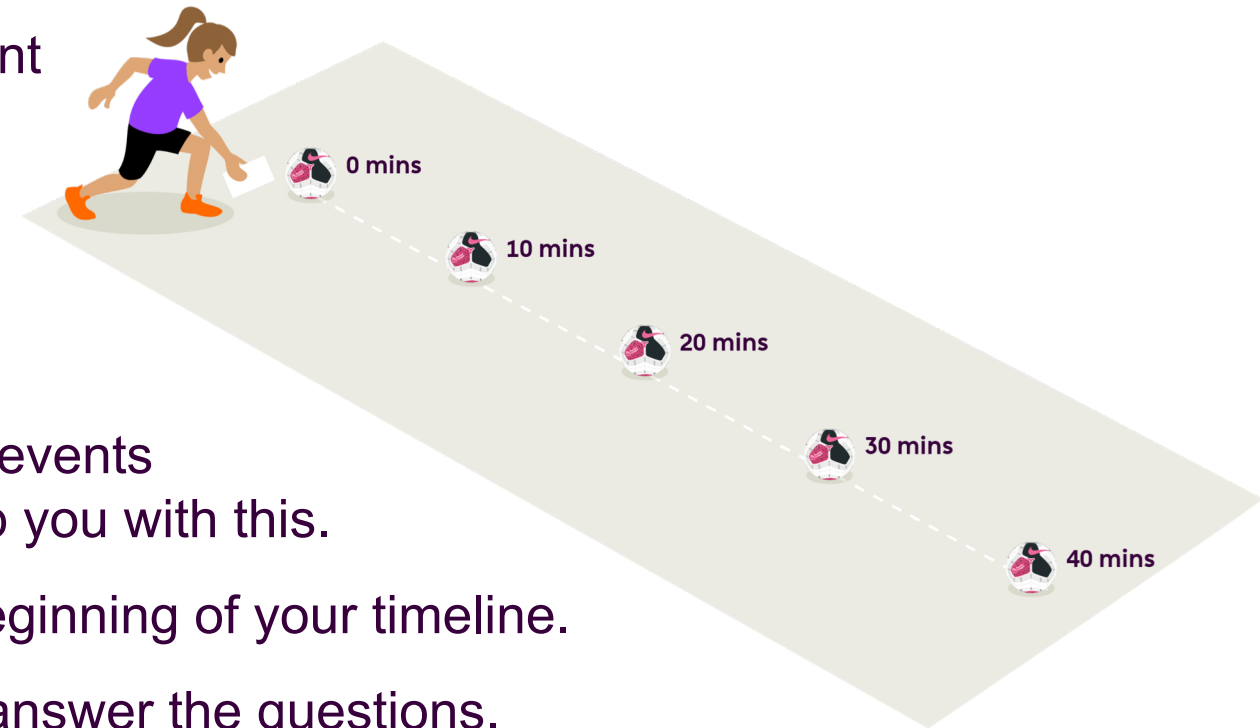 nt
0 mins
10 mins
20 mins
30 mins
40 mins
events
you with this.
ginning of your timeline.
answer the questions.